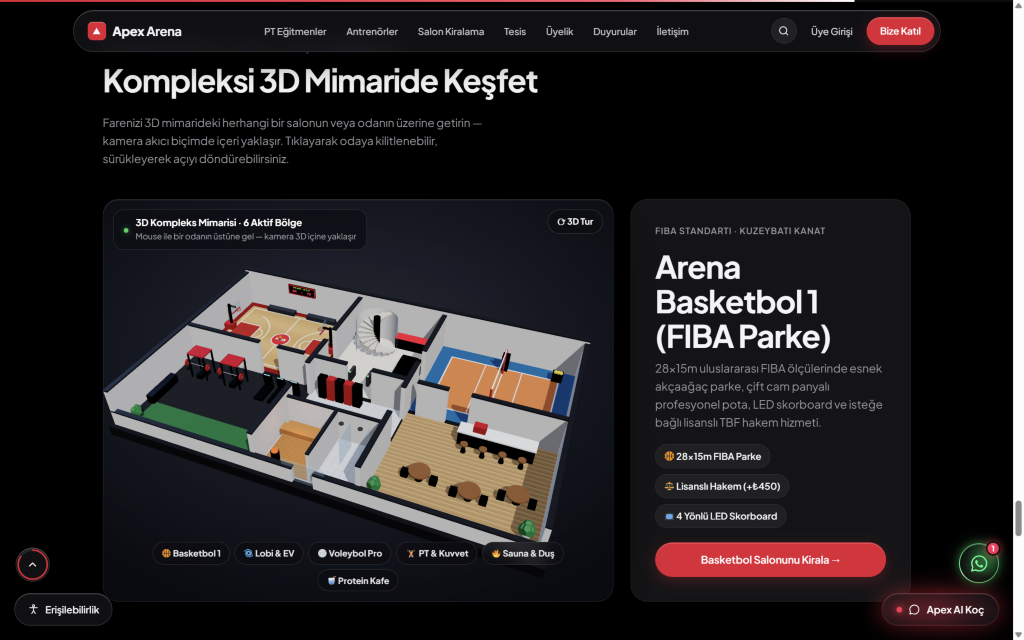 Apex Arena
PT Eğitmenler
Antrenörler
Salon Kiralama
Tesis
Üyelik
Duyurular
İletişim
Üye Girişi
Bize Katıl
Kompleksi 3D Mimaride Keşfet
Farenizi 3D mimarideki herhangi bir salonun veya odanın üzerine getirin —
kamera akıcı biçimde içeri yaklaşır. Tıklayarak odaya kilitlenebilir,
sürükleyerek açıyı döndürebilirsiniz.
3D Kompleks Mimarisi · 6 Aktif Bölge
Mouse ile bir odanın üstüne gel — kamera 3D içine yaklaşır
3D Tur
Basketbol 1
Lobi & EV
Voleybol Pro
PT & Kuvvet
Sauna & Duş
Protein Kafe
FIBA STANDARTI · KUZEYBATI KANAT
Arena
Basketbol 1
(FIBA Parke)
28x15m uluslararası FIBA ölçülerinde esnek
akçaağaç parke, çift cam panyalı
profesyonel pota, LED skorboard ve isteğe
bağlı lisanslı TBF hakem hizmeti.
28x15m FIBA Parke
Lisanslı Hakem (+₺450)
4 Yönlü LED Skorboard
Basketbol Salonunu Kirala →
1
Erişilebilirlik
Apex AI Koç